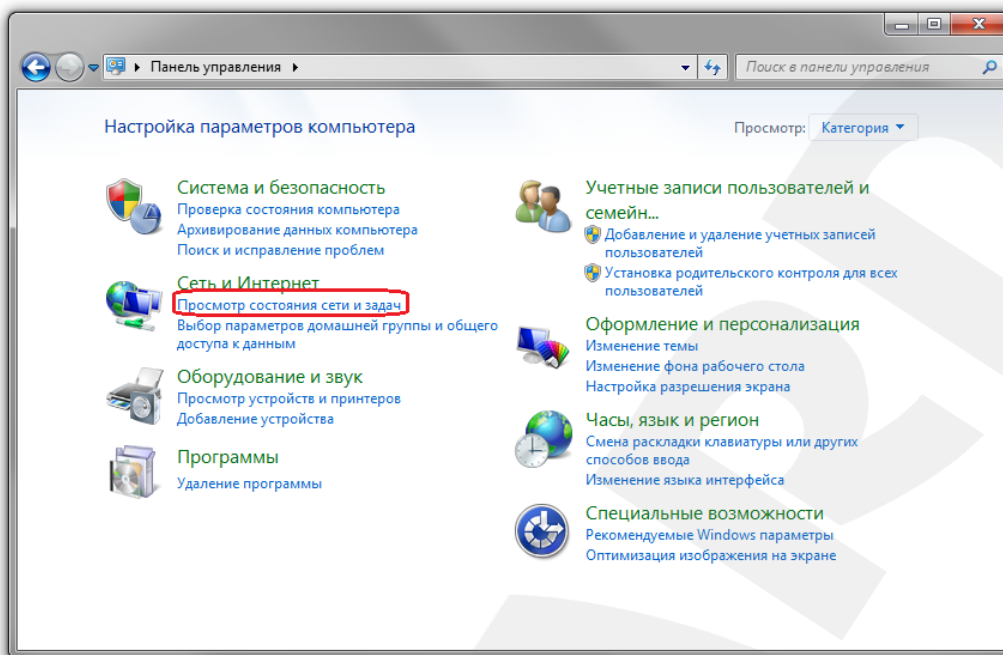 Панель управления
Поиск в панели управления
Настройка параметров компьютера
Просмотр: Категория
Система и безопасность
Проверка состояния компьютера
Архивирование данных компьютера
Поиск и исправление проблем
Сеть и Интернет
Просмотр состояния сети и задач
Выбор параметров домашней группы и общего
доступа к данным
Оборудование и звук
Просмотр устройств и принтеров
Добавление устройства
Программы
Удаление программы
Учетные записи пользователей и
семейн...
Добавление и удаление учетных записей
пользователей
Установка родительского контроля для всех
пользователей
Оформление и персонализация
Изменение темы
Изменение фона рабочего стола
Настройка разрешения экрана
Часы, язык и регион
Смена раскладки клавиатуры или других
способов ввода
Изменение языка интерфейса
Специальные возможности
Рекомендуемые Windows параметры
Оптимизация изображения на экране